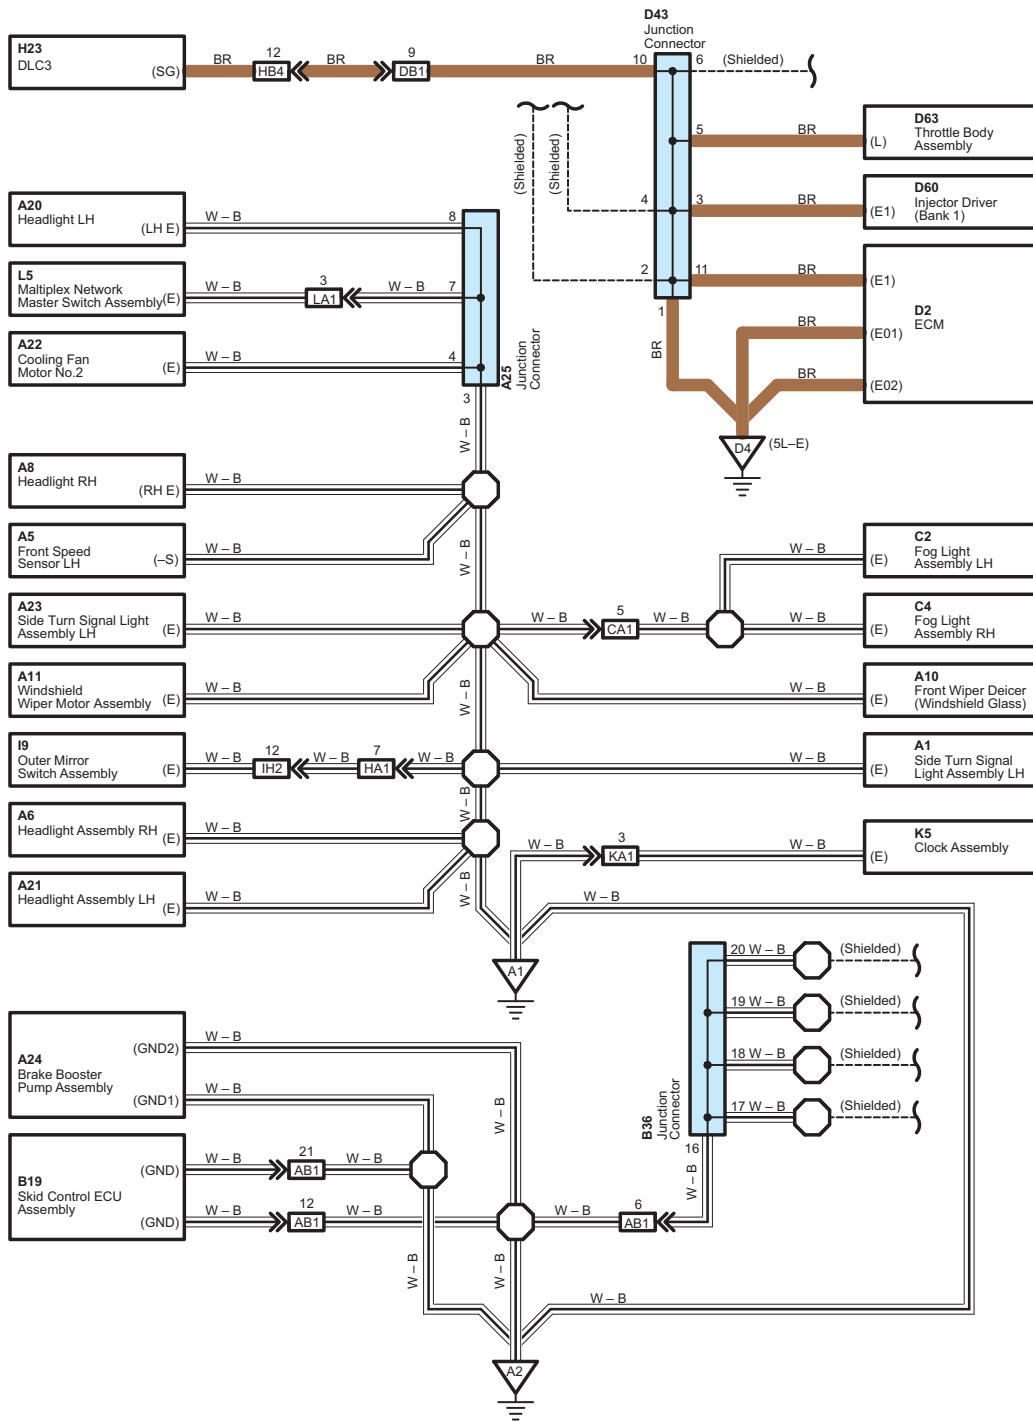 D43
Junction
Connector
H23
DLC3
(SG)
BR
12
HB4
BR
9
DB1
BR
10
6
(Shielded)
D63
Throttle Body
Assembly
(L)
BR
5
(Shielded)
(Shielded)
D60
Injector Driver
(Bank 1)
(E1)
BR
4
3
A20
Headlight LH
(LH E)
W – B
8
L5
Maltiplex Network
Master Switch Assembly
(E)
W – B
3
LA1
W – B
7
2
11
BR
(E1)
D2
ECM
1
BR
BR
(E01)
BR
(E02)
A22
Cooling Fan
Motor No.2
(E)
W – B
4
A25
Junction
Connector
3
W – B
D4
(5L–E)
A8
Headlight RH
(RH E)
W – B
A5
Front Speed
Sensor LH
(–S)
W – B
W – B
W – B
C2
Fog Light
Assembly LH
(E)
A23
Side Turn Signal Light
Assembly LH
(E)
W – B
W – B
5
CA1
W – B
W – B
C4
Fog Light
Assembly RH
(E)
A11
Windshield
Wiper Motor Assembly
(E)
W – B
W – B
W – B
A10
Front Wiper Deicer
(Windshield Glass)
(E)
I9
Outer Mirror
Switch Assembly
(E)
W – B
12
IH2
W – B
7
HA1
W – B
W – B
A1
Side Turn Signal
Light Assembly LH
(E)
W – B
A6
Headlight Assembly RH
(E)
W – B
W – B
3
KA1
W – B
K5
Clock Assembly
(E)
A21
Headlight Assembly LH
(E)
W – B
W – B
W – B
A1
20 W – B
(Shielded)
19 W – B
(Shielded)
18 W – B
(Shielded)
17 W – B
(Shielded)
B36
Junction
Connector
16
W – B
A24
Brake Booster
Pump Assembly
(GND2)
W – B
(GND1)
W – B
W – B
B19
Skid Control ECU
Assembly
(GND)
W – B
21
AB1
W – B
(GND)
W – B
12
AB1
W – B
W – B
6
AB1
W – B
W – B
W – B
A2